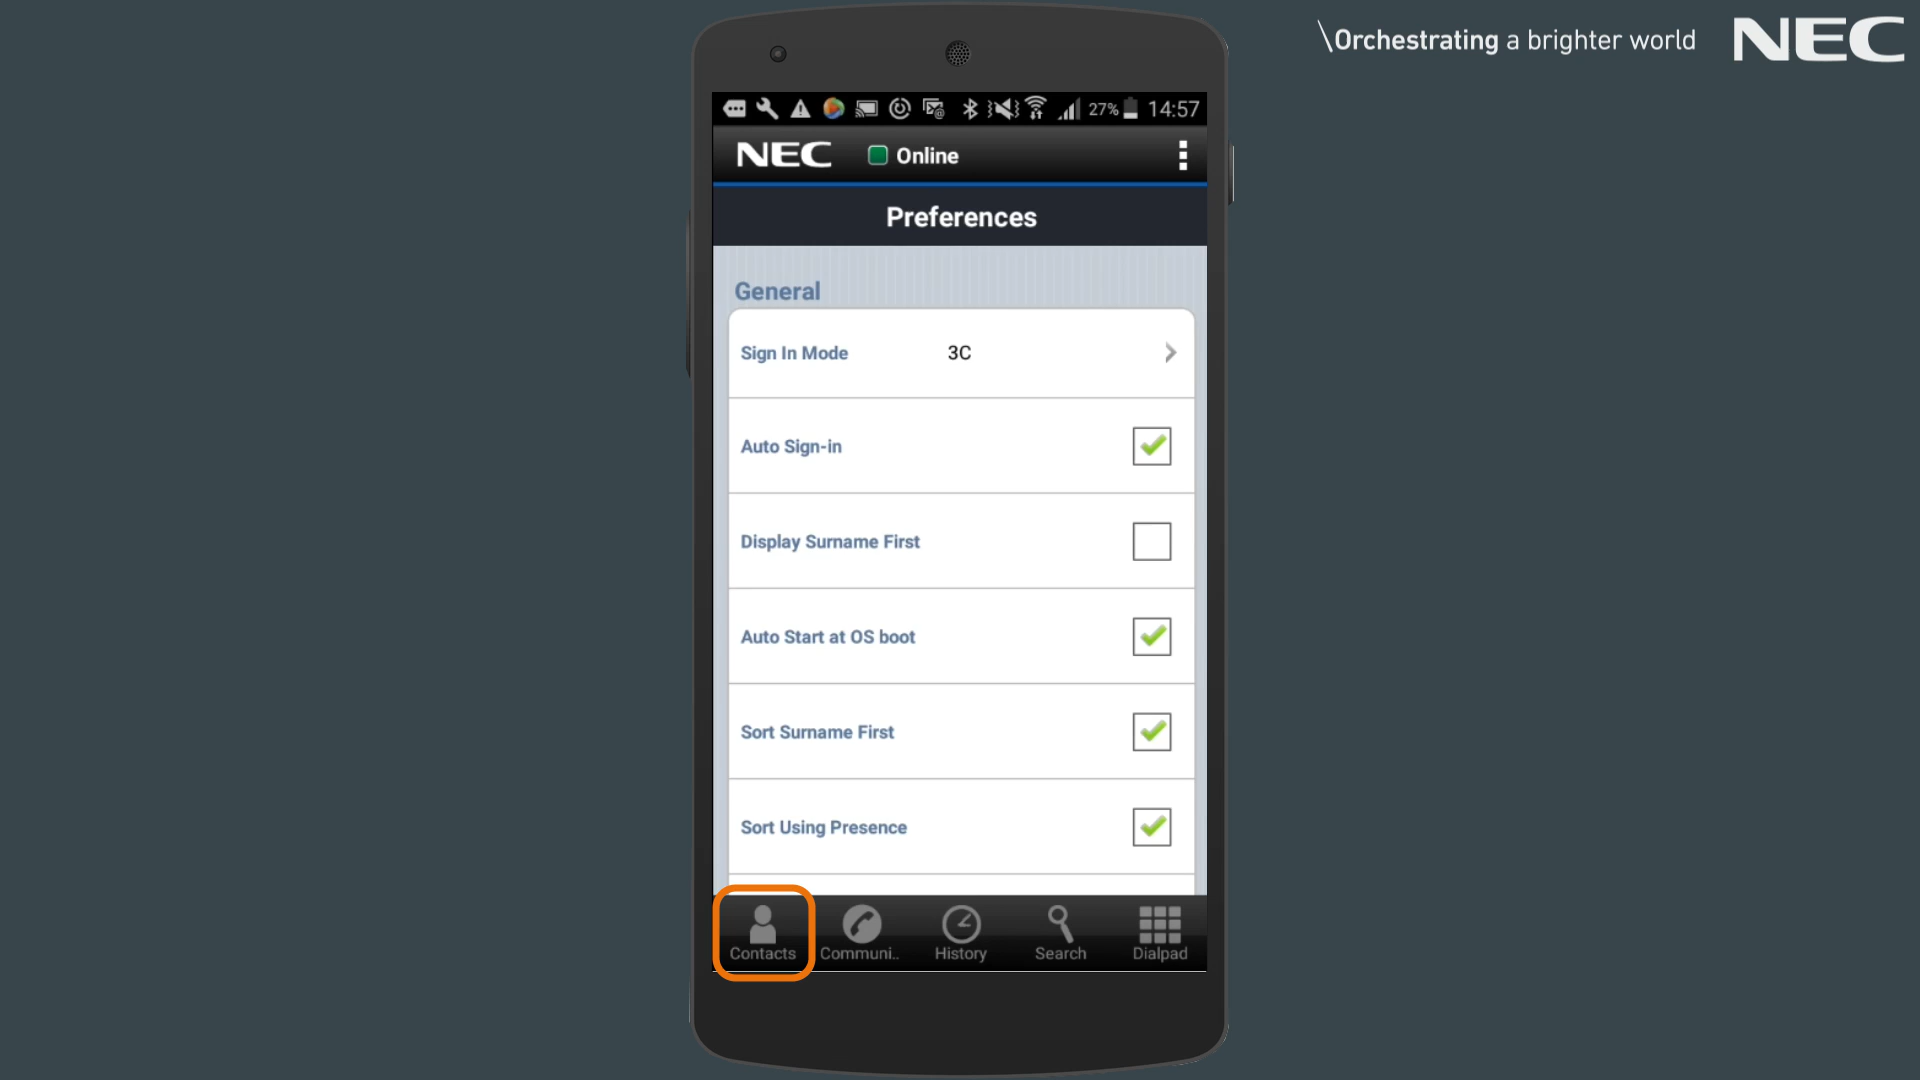 \Orchestrating a brighter world NEC
27% 14:57
NEC Online
Preferences
General
Sign In Mode 3C
Auto Sign-in
Display Surname First
Auto Start at OS boot
Sort Surname First
Sort Using Presence
Contacts Communi.. History Search Dialpad